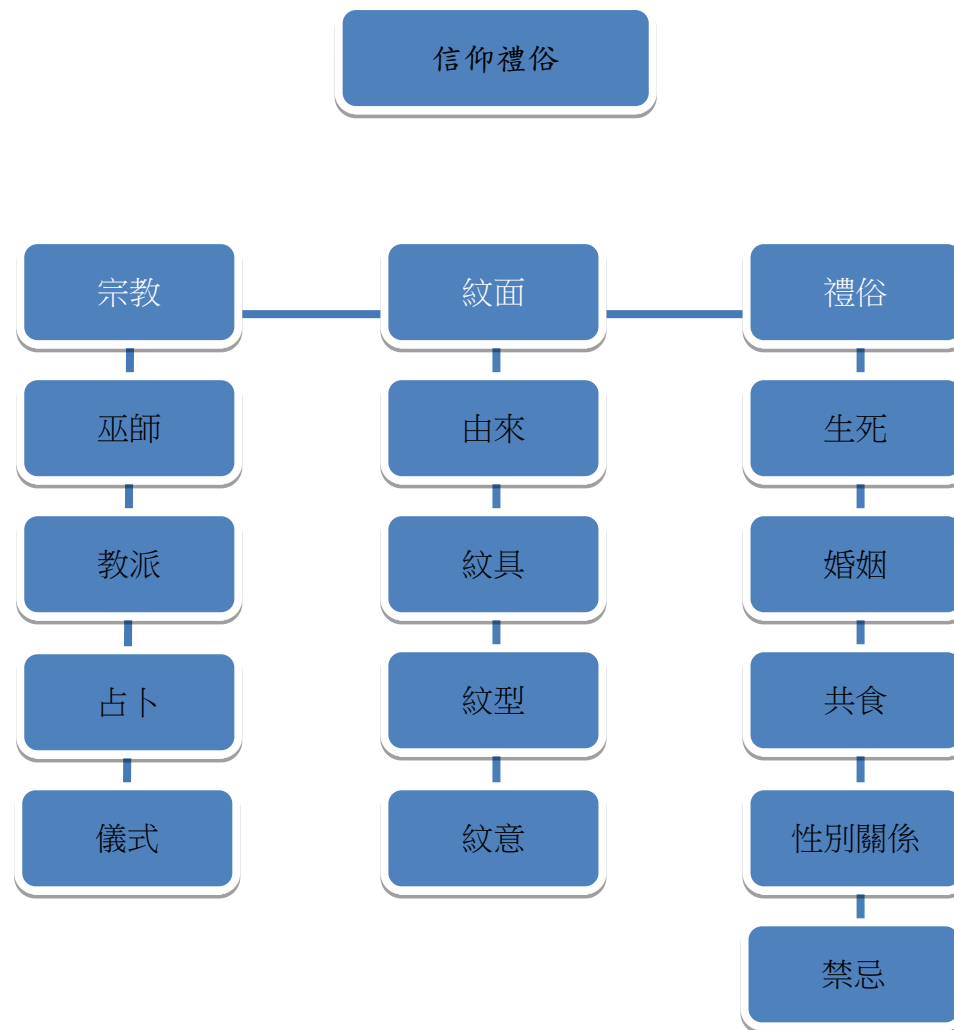 信仰禮俗
宗教
紋面
禮俗
巫師
由來
生死
教派
紋具
婚姻
占卜
紋型
共食
儀式
紋意
性別關係
禁忌